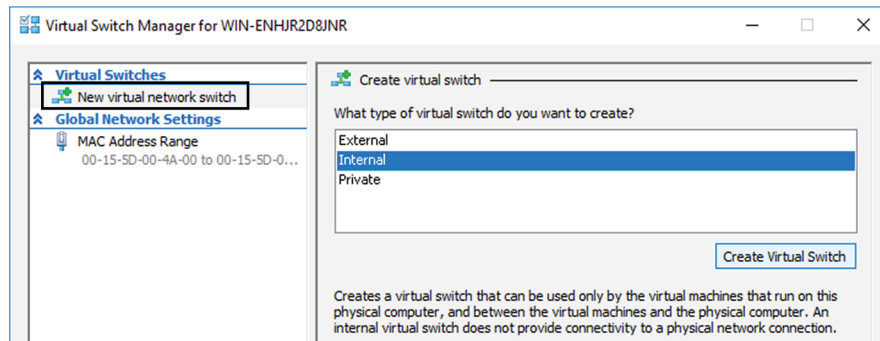 Virtual Switch Manager for WIN-ENHJR2D8JNR
Virtual Switches
New virtual network switch
Global Network Settings
MAC Address Range
00-15-5D-00-4A-00 to 00-15-5D-0...
Create virtual switch
What type of virtual switch do you want to create?
External
Internal
Private
Create Virtual Switch
Creates a virtual switch that can be used only by the virtual machines that run on this
physical computer, and between the virtual machines and the physical computer. An
internal virtual switch does not provide connectivity to a physical network connection.